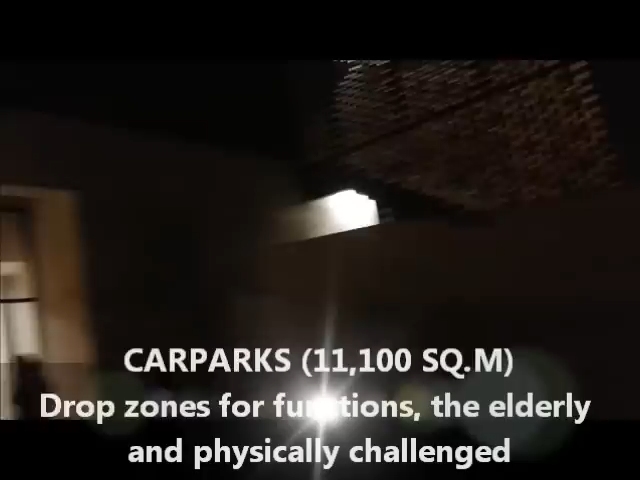 CARPARKS (11,100 SQ.M)
Drop zones for functions, the elderly
and physically challenged